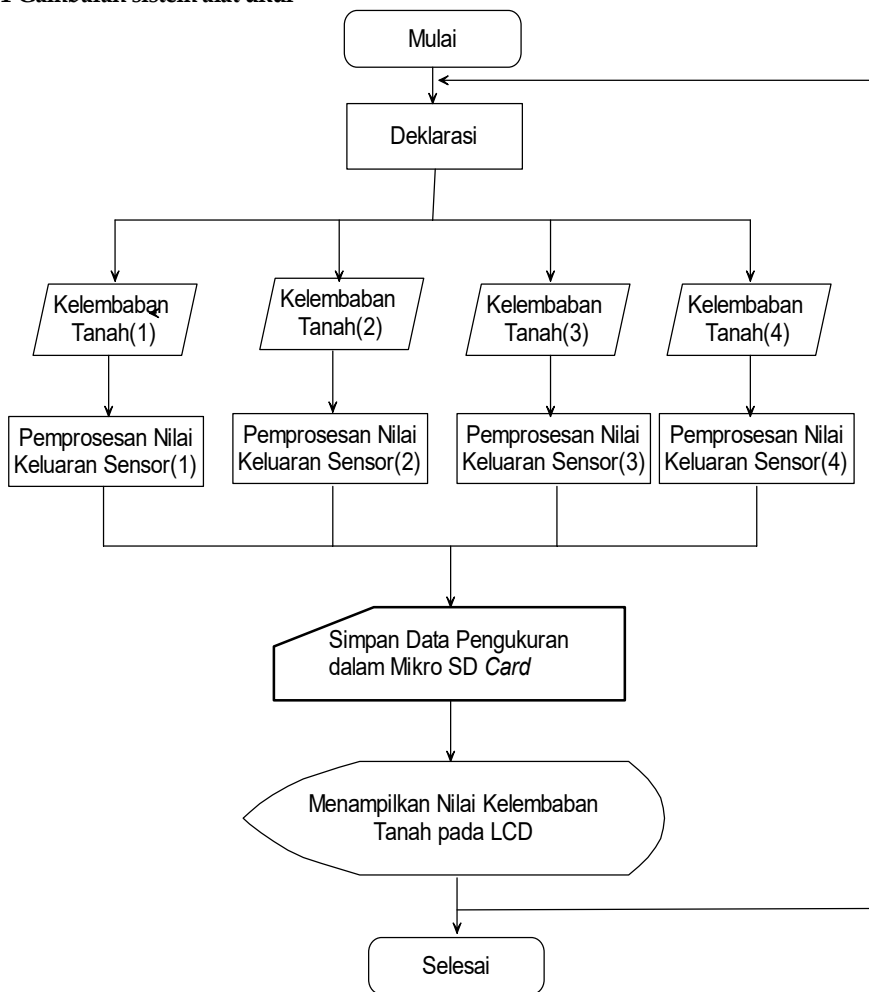 Mulai
Deklarasi
Kelembaban
Tanah(1)
Kelembaban
Tanah(2)
Kelembaban
Tanah(3)
Kelembaban
Tanah(4)
Pemprosesan Nilai
Keluaran Sensor(1)
Pemprosesan Nilai
Keluaran Sensor(2)
Pemprosesan Nilai
Keluaran Sensor(3)
Pemprosesan Nilai
Keluaran Sensor(4)
Simpan Data Pengukuran
dalam Mikro SD Card
Menampilkan Nilai Kelembaban
Tanah pada LCD
Selesai